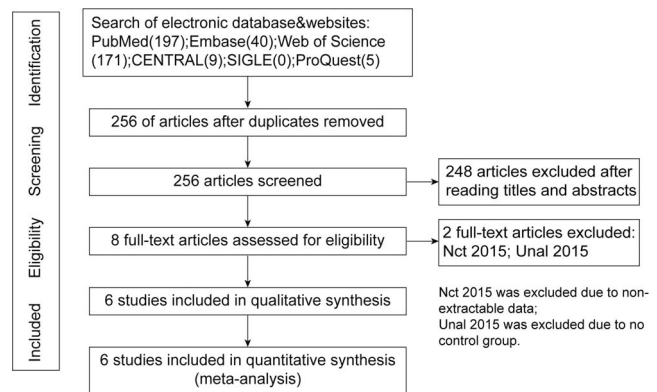 Identification
Screening
Eligibility
Included
Search of electronic database&websites:
PubMed(197);Embase(40);Web of Science
(171);CENTRAL(9);SIGLE(0);ProQuest(5)
256 of articles after duplicates removed
256 articles screened
248 articles excluded after
reading titles and abstracts
8 full-text articles assessed for eligibility
2 full-text articles excluded:
Nct 2015; Unal 2015
6 studies included in qualitative synthesis
Nct 2015 was excluded due to non-
extractable data;
Unal 2015 was excluded due to no
control group.
6 studies included in quantitative synthesis
(meta-analysis)